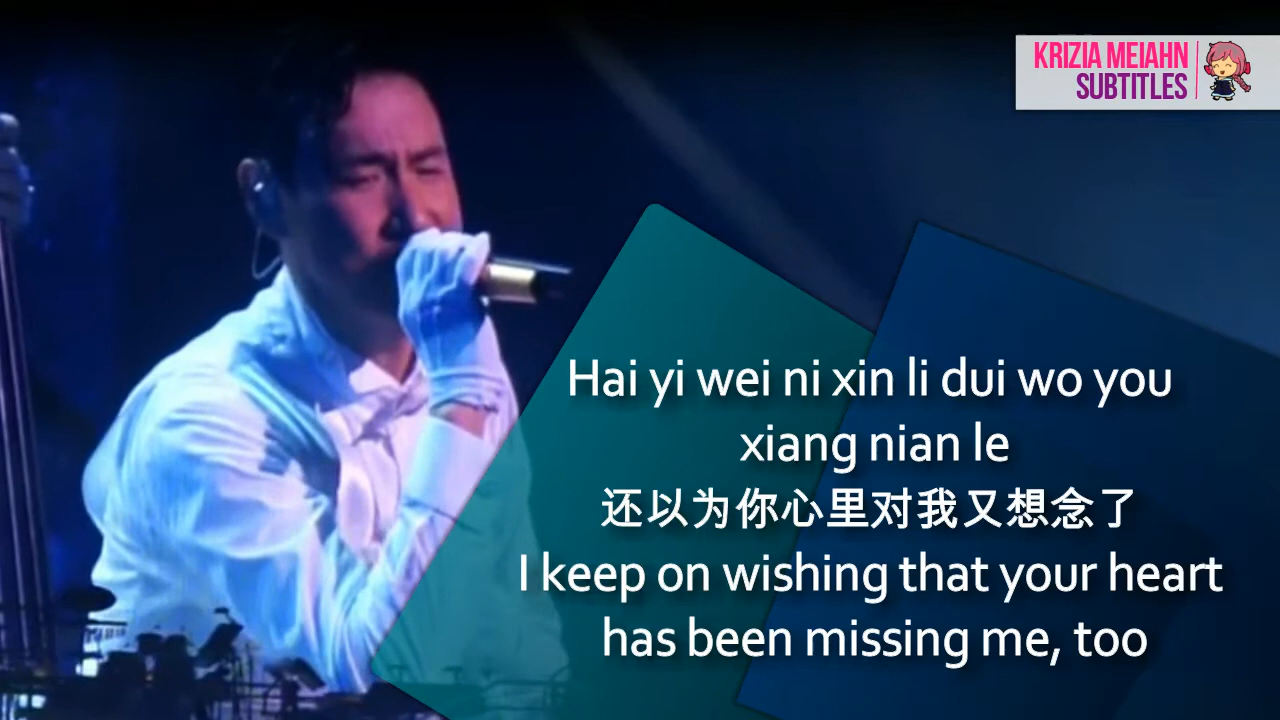 KRIZIA MEIAHN
SUBTITLES
Hai yi wei ni xin li dui wo you
xiang nian le
还以为你心里对我又想念了
I keep on wishing that your heart
has been missing me, too